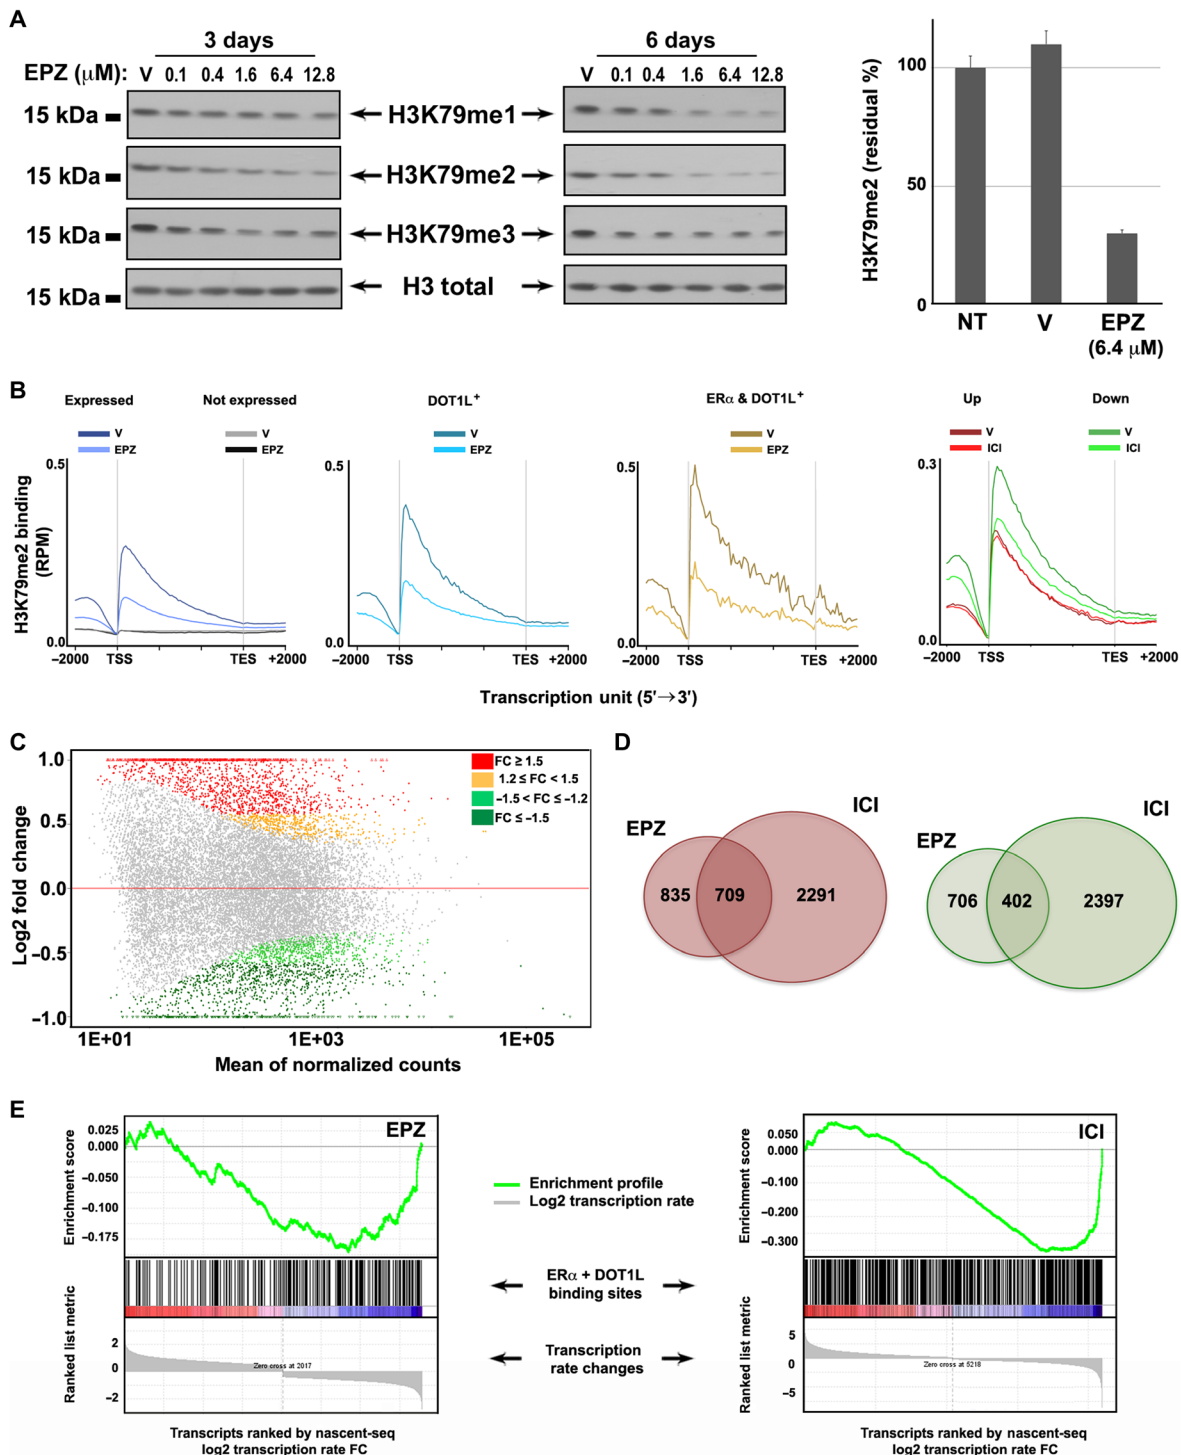 A
3 days
6 days
EPZ (μM): V 0.1 0.4 1.6 6.4 12.8
V 0.1 0.4 1.6 6.4 12.8
15 kDa
H3K79me1
15 kDa
H3K79me2
15 kDa
H3K79me3
15 kDa
H3 total
H3K79me2 (residual %)
100
50
0
NT V EPZ
(6.4 μM)
B
Expressed
Not expressed
V
EPZ
V
EPZ
DOT1L+
V
EPZ
ERα & DOT1L+
V
EPZ
Up
Down
V
ICI
V
ICI
H3K79me2 binding
(RPM)
0.5
0.0
−2000 TSS TES +2000
0.5
0.0
−2000 TSS TES +2000
0.5
0.0
−2000 TSS TES +2000
0.3
0.0
−2000 TSS TES +2000
Transcription unit (5′→3′)
C
Log2 fold change
1.0
0.5
0.0
−0.5
−1.0
FC ≥ 1.5
1.2 ≤ FC < 1.5
−1.5 < FC ≤ −1.2
FC ≤ −1.5
1E+01 1E+03 1E+05
Mean of normalized counts
D
EPZ
ICI
835 709 2291
EPZ
ICI
706 402 2397
E
EPZ
Enrichment score
0.025
0.000
−0.050
−0.100
−0.175
Ranked list metric
2
0
−2
Zero cross at 2017
Transcripts ranked by nascent-seq
log2 transcription rate FC
Enrichment profile
Log2 transcription rate
ERα + DOT1L
binding sites
Transcription
rate changes
ICI
Enrichment score
0.050
0.000
−0.100
−0.200
−0.300
Ranked list metric
5
0
−5
Zero cross at 5218
Transcripts ranked by nascent-seq
log2 transcription rate FC